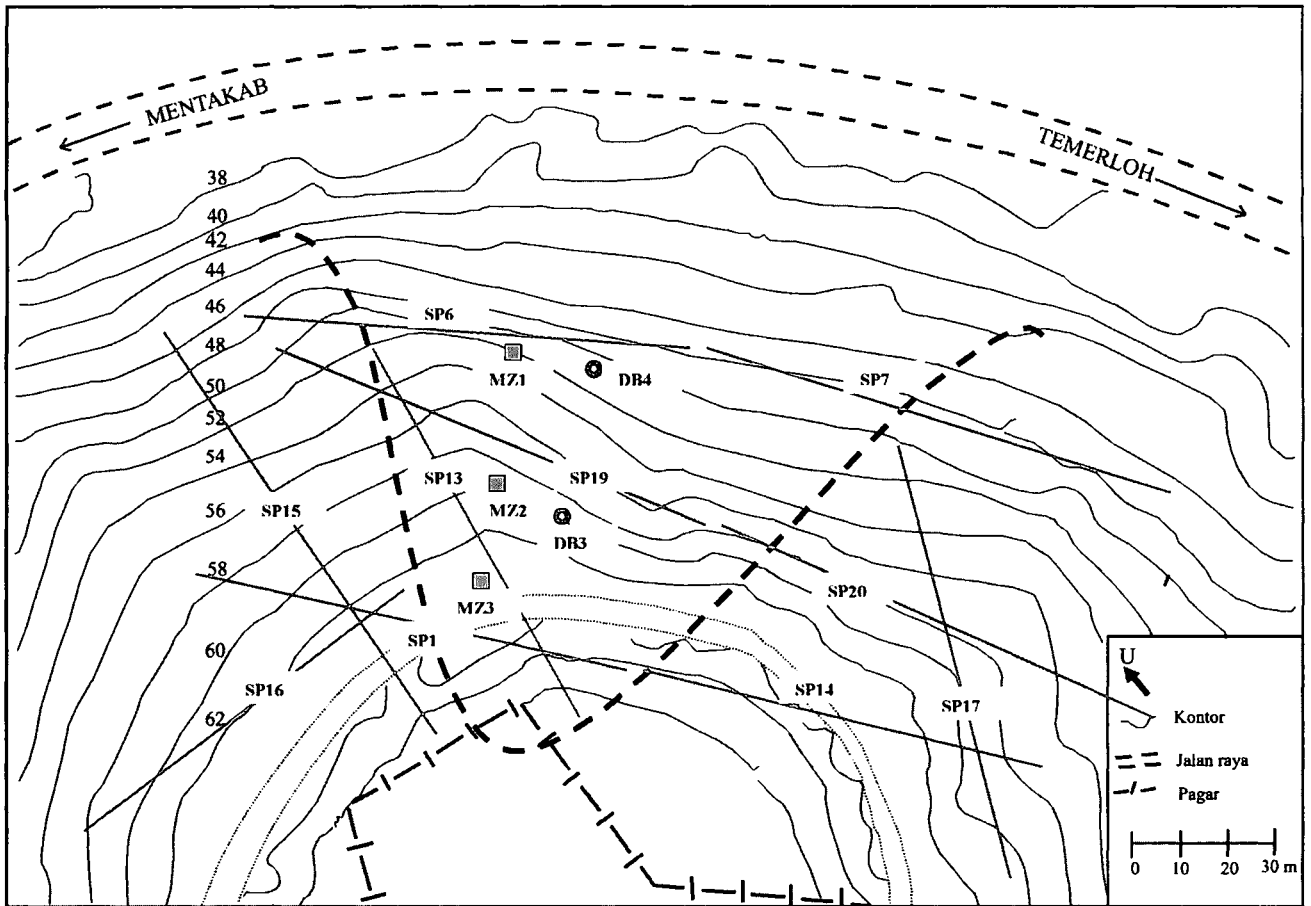 MENTAKAB
TEMERLOH
38
40
42
44
46
48
50
52
54
56
58
60
62
SP6
MZ1
DB4
SP7
SP13
SP19
MZ2
SP15
DB3
MZ3
SP20
SP1
SP16
SP14
SP17
U
Kontor
Jalan raya
Pagar
0 10 20 30 m